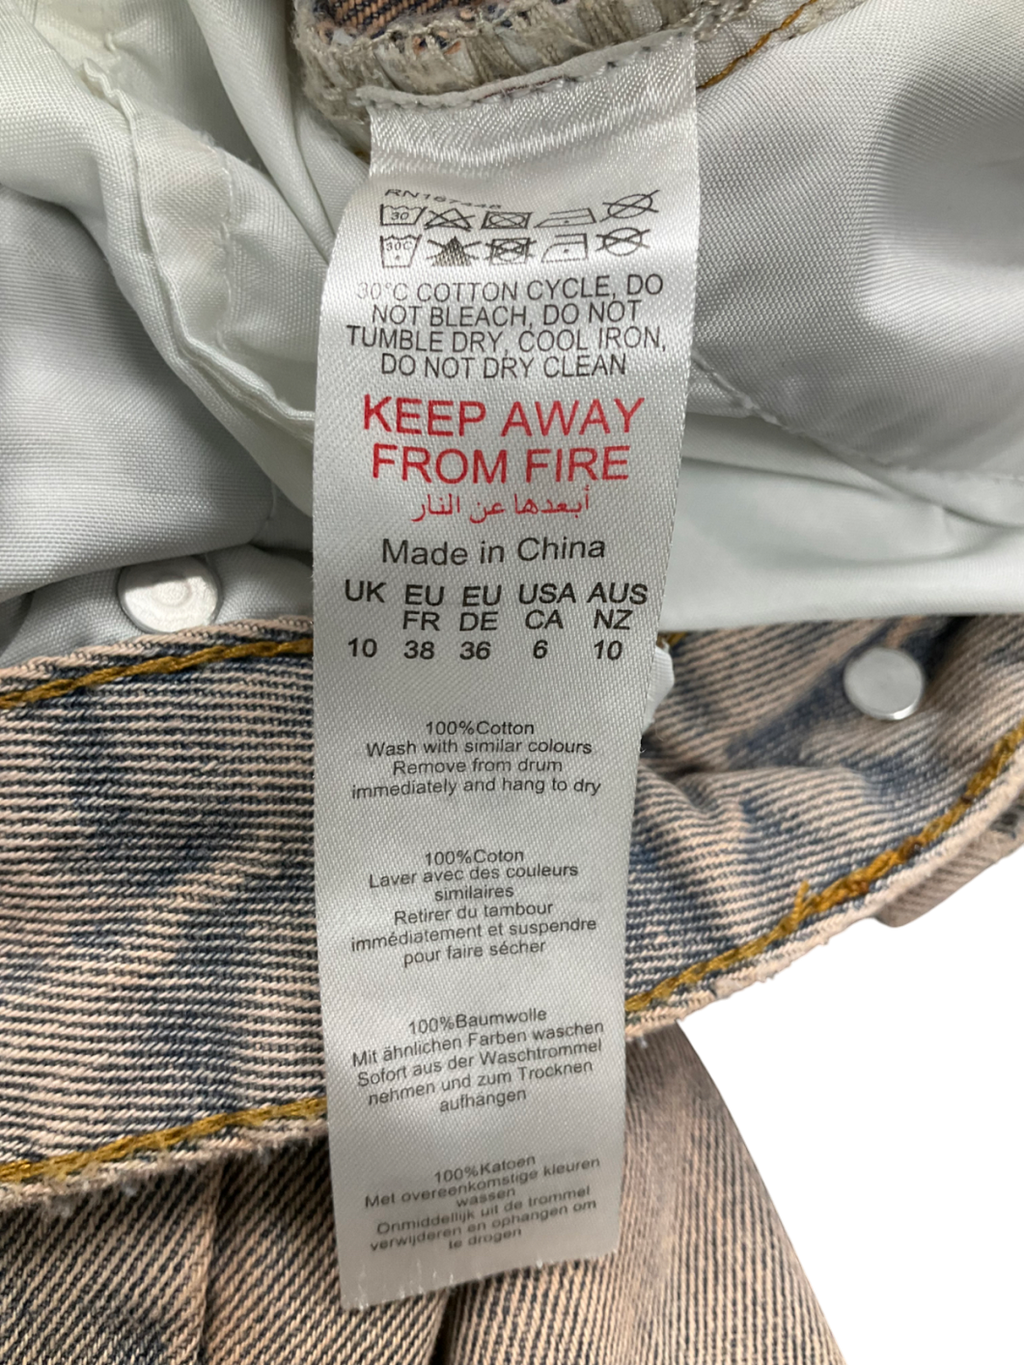 RN167448
30
30C
30°C COTTON CYCLE, DO
NOT BLEACH, DO NOT
TUMBLE DRY, COOL IRON,
DO NOT DRY CLEAN
KEEP AWAY
FROM FIRE
أبعدها عن النار
Made in China
UK EU EU USA AUS
FR DE CA NZ
10 38 36 6 10
100%Cotton
Wash with similar colours
Remove from drum
immediately and hang to dry
100%Coton
Laver avec des couleurs
similaires
Retirer du tambour
immédiatement et suspendre
pour faire sécher
100%Baumwolle
Mit ähnlichen Farben waschen
Sofort aus der Waschtrommel
nehmen und zum Trocknen
aufhängen
100%Katoen
Met overeenkomstige kleuren
wassen
Onmiddellijk uit de trommel
verwijderen en ophangen om
te drogen